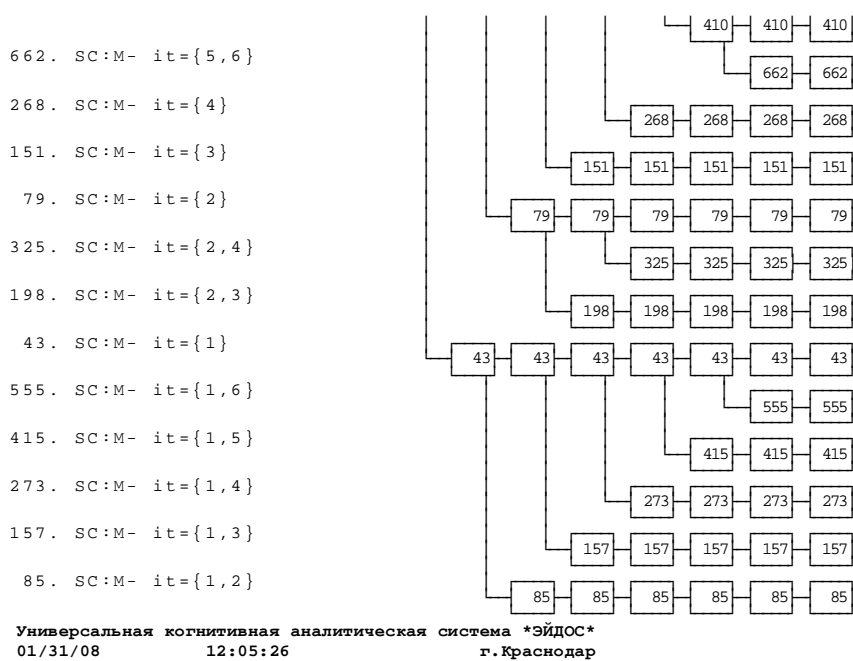 410 410 410
662. SC:M- it={5,6} 662 662
268. SC:M- it={4} 268 268 268 268
151. SC:M- it={3} 151 151 151 151 151
79. SC:M- it={2} 79 79 79 79 79 79
325. SC:M- it={2,4} 325 325 325 325
198. SC:M- it={2,3} 198 198 198 198 198
43. SC:M- it={1} 43 43 43 43 43 43 43
555. SC:M- it={1,6} 555 555
415. SC:M- it={1,5} 415 415 415
273. SC:M- it={1,4} 273 273 273 273
157. SC:M- it={1,3} 157 157 157 157 157
85. SC:M- it={1,2} 85 85 85 85 85 85
Универсальная когнитивная аналитическая система *ЭЙДОС*
01/31/08 12:05:26 г.Краснодар